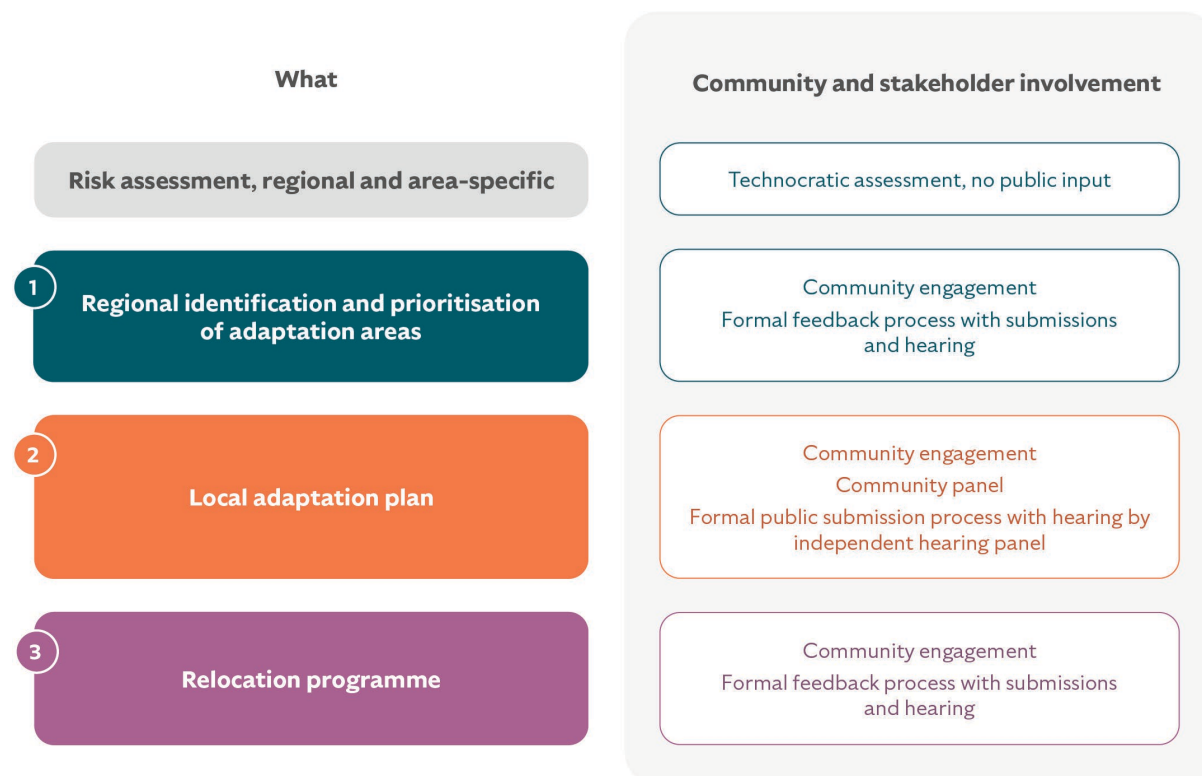 What
Community and stakeholder involvement
Risk assessment, regional and area-specific
Technocratic assessment, no public input
1
Regional identification and prioritisation
of adaptation areas
Community engagement
Formal feedback process with submissions
and hearing
2
Local adaptation plan
Community engagement
Community panel
Formal public submission process with hearing by
independent hearing panel
3
Relocation programme
Community engagement
Formal feedback process with submissions
and hearing